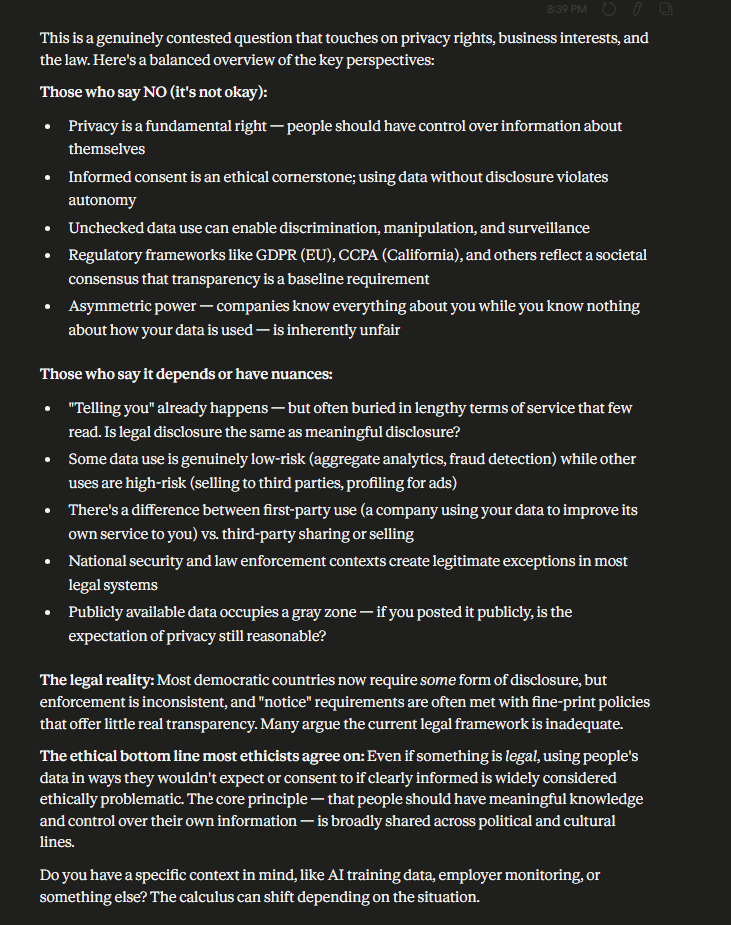 8:39 PM
This is a genuinely contested question that touches on privacy rights, business interests, and
the law. Here's a balanced overview of the key perspectives:
Those who say NO (it's not okay):
• Privacy is a fundamental right — people should have control over information about
themselves
• Informed consent is an ethical cornerstone; using data without disclosure violates
autonomy
• Unchecked data use can enable discrimination, manipulation, and surveillance
• Regulatory frameworks like GDPR (EU), CCPA (California), and others reflect a societal
consensus that transparency is a baseline requirement
• Asymmetric power — companies know everything about you while you know nothing
about how your data is used — is inherently unfair
Those who say it depends or have nuances:
• "Telling you" already happens — but often buried in lengthy terms of service that few
read. Is legal disclosure the same as meaningful disclosure?
• Some data use is genuinely low-risk (aggregate analytics, fraud detection) while other
uses are high-risk (selling to third parties, profiling for ads)
• There's a difference between first-party use (a company using your data to improve its
own service to you) vs. third-party sharing or selling
• National security and law enforcement contexts create legitimate exceptions in most
legal systems
• Publicly available data occupies a gray zone — if you posted it publicly, is the
expectation of privacy still reasonable?
The legal reality: Most democratic countries now require some form of disclosure, but
enforcement is inconsistent, and "notice" requirements are often met with fine-print policies
that offer little real transparency. Many argue the current legal framework is inadequate.
The ethical bottom line most ethicists agree on: Even if something is legal, using people's
data in ways they wouldn't expect or consent to if clearly informed is widely considered
ethically problematic. The core principle — that people should have meaningful knowledge
and control over their own information — is broadly shared across political and cultural
lines.
Do you have a specific context in mind, like AI training data, employer monitoring, or
something else? The calculus can shift depending on the situation.